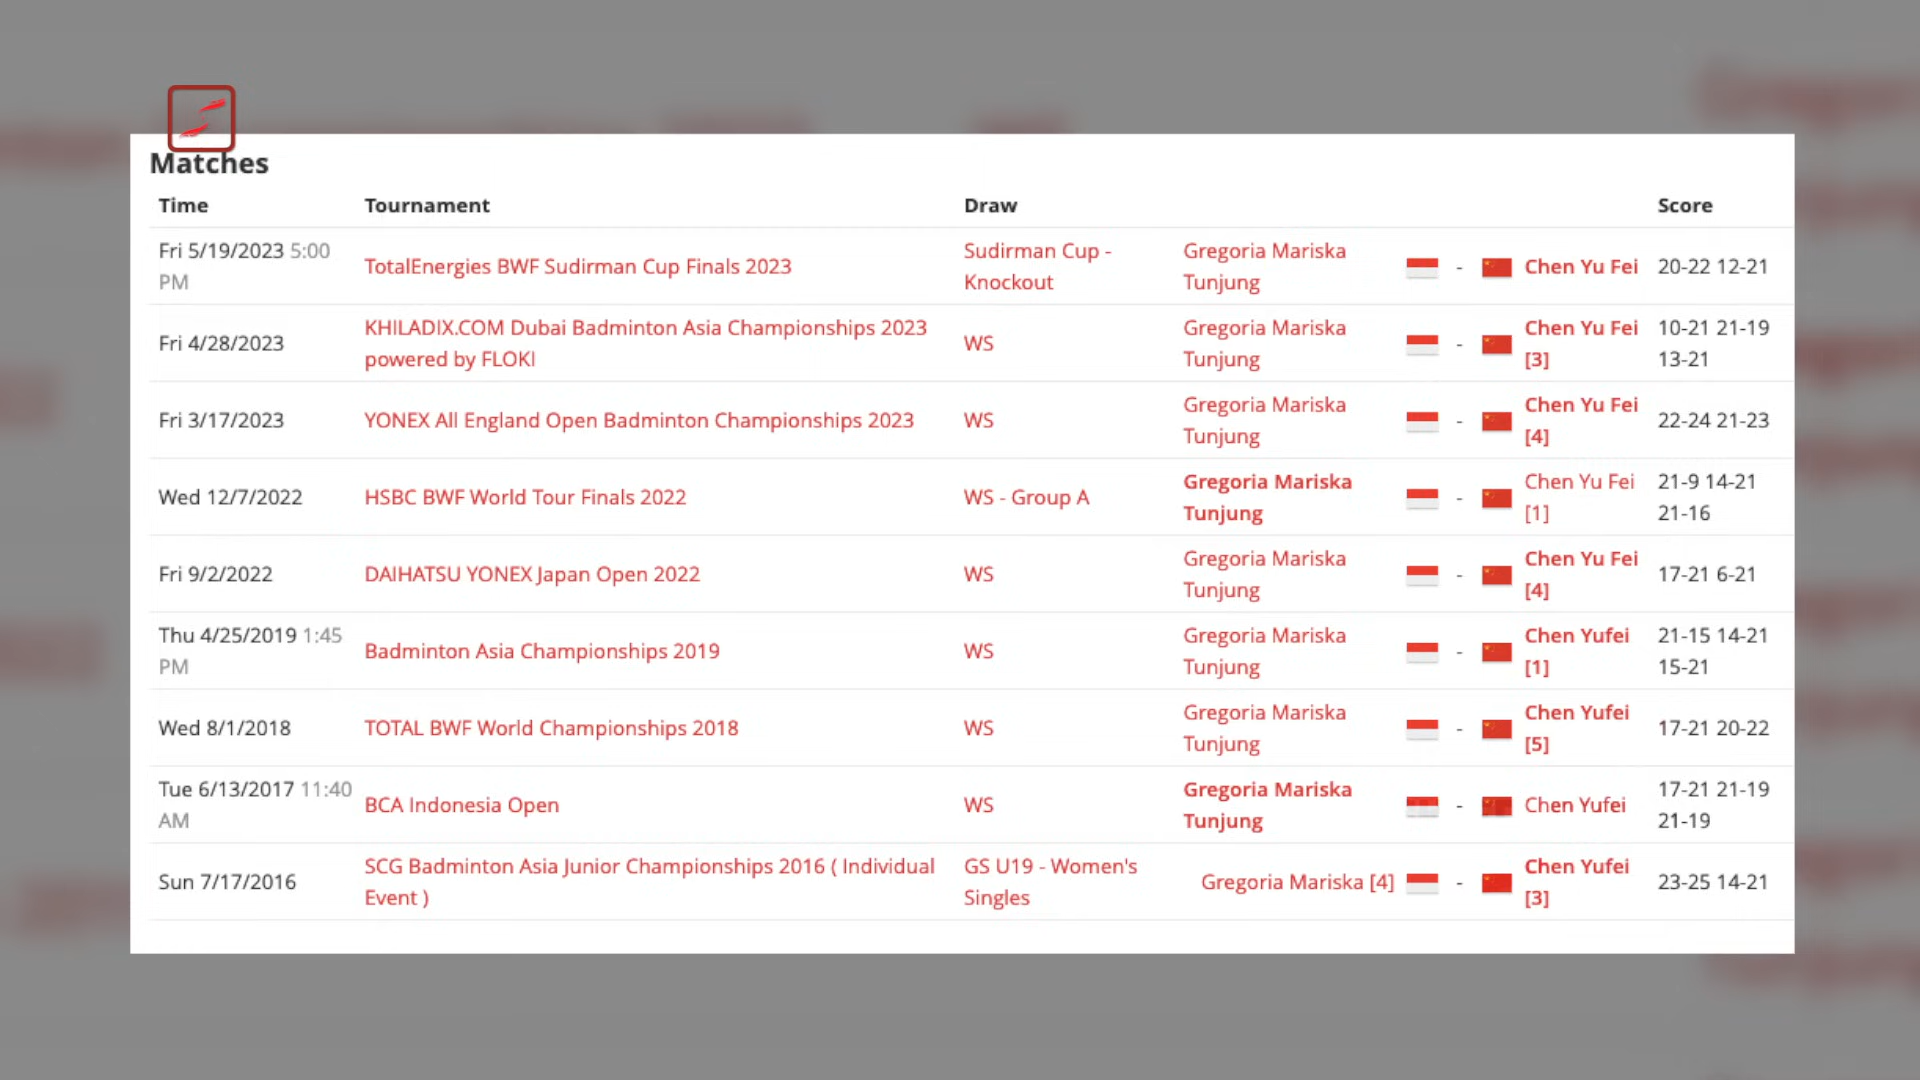 Matches
Time Tournament Draw Score
Fri 5/19/2023 5:00 PM TotalEnergies BWF Sudirman Cup Finals 2023 Sudirman Cup - Knockout Gregoria Mariska Tunjung - Chen Yu Fei 20-22 12-21
Fri 4/28/2023 KHILADIX.COM Dubai Badminton Asia Championships 2023 powered by FLOKI WS Gregoria Mariska Tunjung - Chen Yu Fei [3] 10-21 21-19 13-21
Fri 3/17/2023 YONEX All England Open Badminton Championships 2023 WS Gregoria Mariska Tunjung - Chen Yu Fei [4] 22-24 21-23
Wed 12/7/2022 HSBC BWF World Tour Finals 2022 WS - Group A Gregoria Mariska Tunjung - Chen Yu Fei [1] 21-9 14-21 21-16
Fri 9/2/2022 DAIHATSU YONEX Japan Open 2022 WS Gregoria Mariska Tunjung - Chen Yu Fei [4] 17-21 6-21
Thu 4/25/2019 1:45 PM Badminton Asia Championships 2019 WS Gregoria Mariska Tunjung - Chen Yufei [1] 21-15 14-21 15-21
Wed 8/1/2018 TOTAL BWF World Championships 2018 WS Gregoria Mariska Tunjung - Chen Yufei [5] 17-21 20-22
Tue 6/13/2017 11:40 AM BCA Indonesia Open WS Gregoria Mariska Tunjung - Chen Yufei 17-21 21-19 21-19
Sun 7/17/2016 SCG Badminton Asia Junior Championships 2016 ( Individual Event ) GS U19 - Women's Singles Gregoria Mariska [4] - Chen Yufei [3] 23-25 14-21